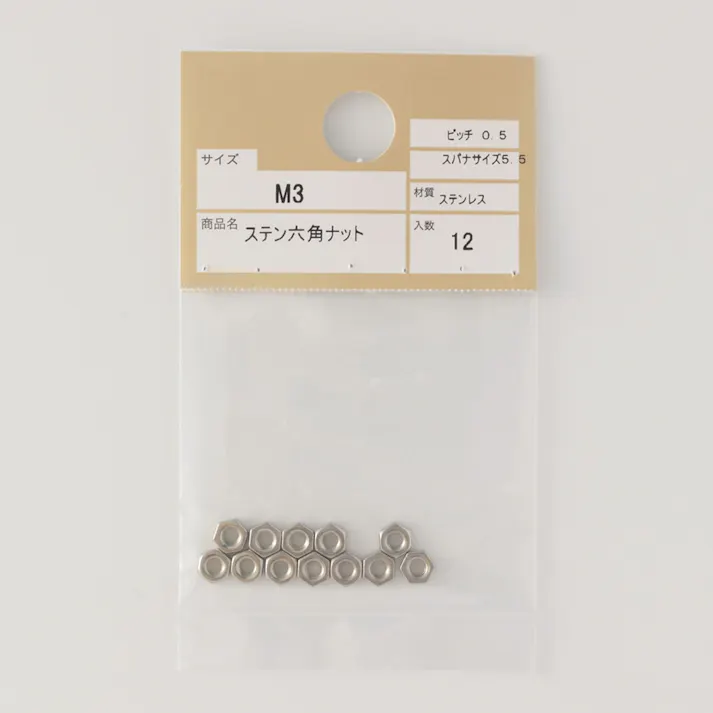 ピッチ 0.5
サイズ
スパナサイズ5.5
M3
材質 ステンレス
商品名 ステン六角ナット
入数 12